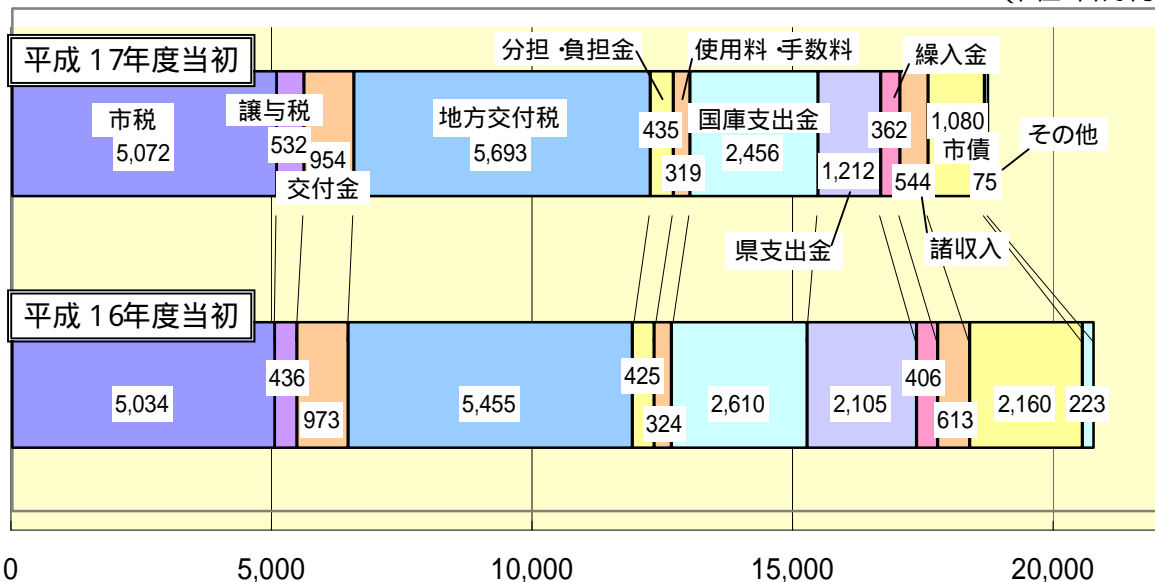 平成17年度当初
分担・負担金
使用料・手数料
繰入金
市税
5,072
譲与税
532
954
交付金
地方交付税
5,693
435
319
国庫支出金
2,456
1,212
県支出金
362
544
諸収入
1,080
市債
75
その他
平成16年度当初
5,034
436
973
5,455
425
324
2,610
2,105
406
613
2,160
223
0
5,000
10,000
15,000
20,000